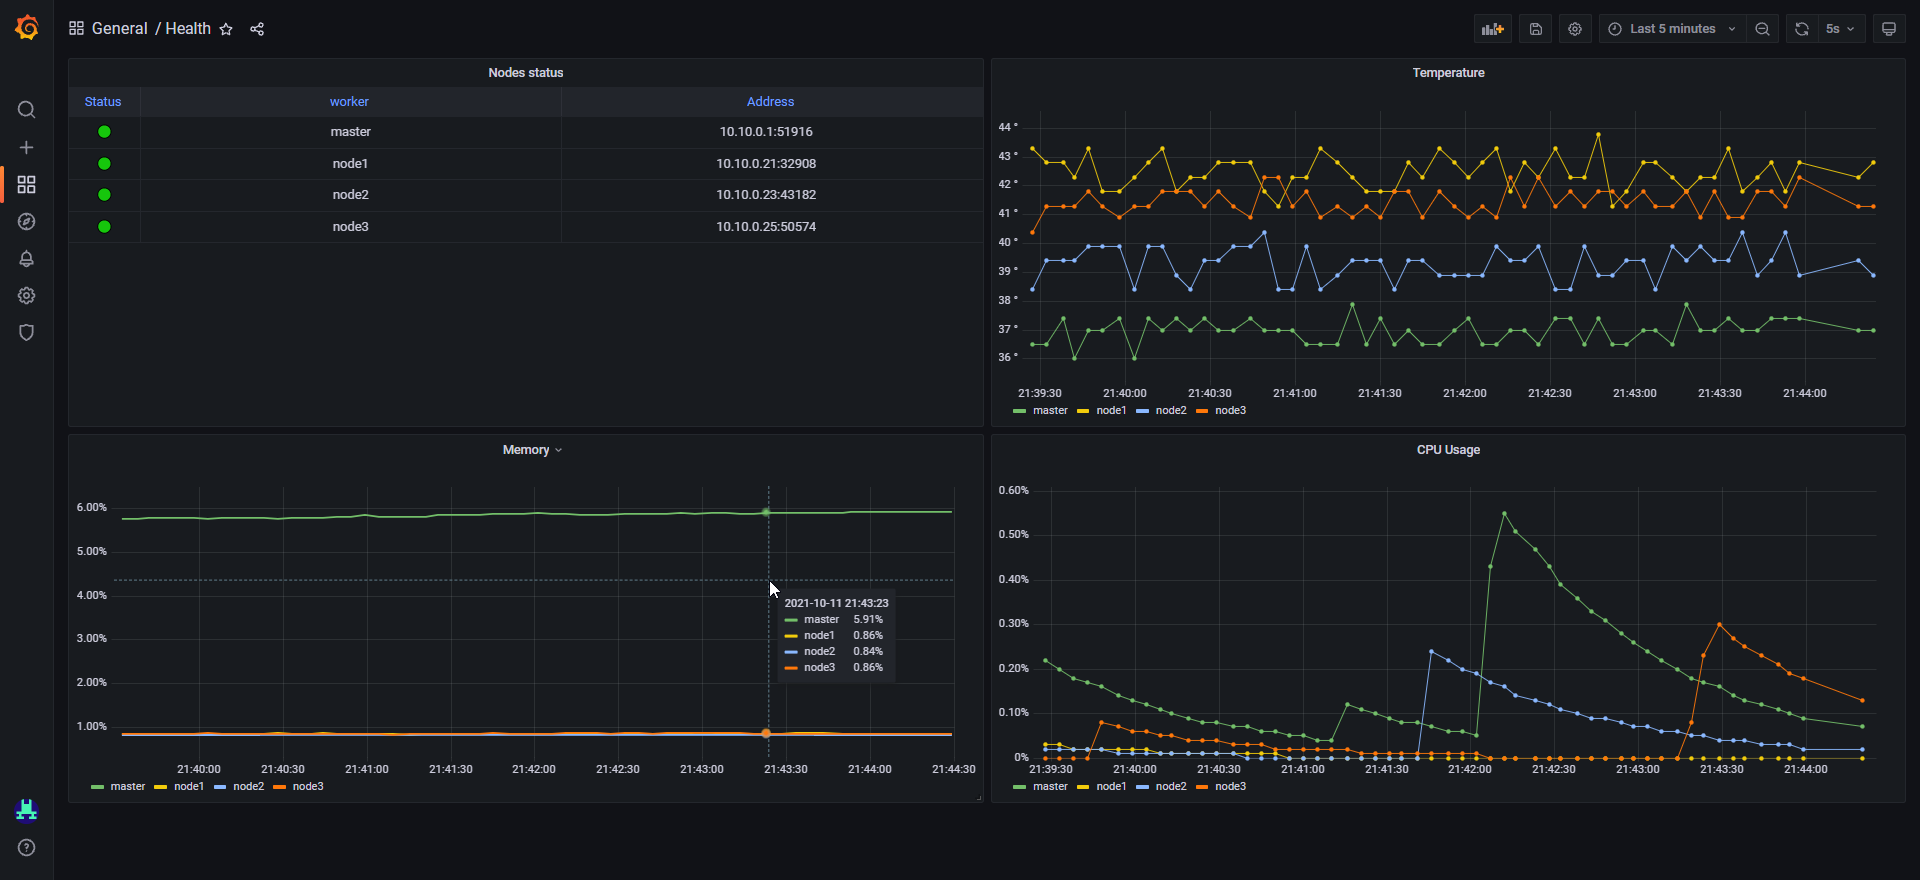 General / Health
Last 5 minutes
5s
Nodes status
Status worker Address
master 10.10.0.1:51916
node1 10.10.0.21:32908
node2 10.10.0.23:43182
node3 10.10.0.25:50574
Temperature
44 °
43 °
42 °
41 °
40 °
39 °
38 °
37 °
36 °
21:39:30 21:40:00 21:40:30 21:41:00 21:41:30 21:42:00 21:42:30 21:43:00 21:43:30 21:44:00
master node1 node2 node3
Memory
6.00%
5.00%
4.00%
3.00%
2.00%
1.00%
2021-10-11 21:43:23
master 5.91%
node1 0.86%
node2 0.84%
node3 0.86%
21:40:00 21:40:30 21:41:00 21:41:30 21:42:00 21:42:30 21:43:00 21:43:30 21:44:00 21:44:30
master node1 node2 node3
CPU Usage
0.60%
0.50%
0.40%
0.30%
0.20%
0.10%
0%
21:39:30 21:40:00 21:40:30 21:41:00 21:41:30 21:42:00 21:42:30 21:43:00 21:43:30 21:44:00
master node1 node2 node3